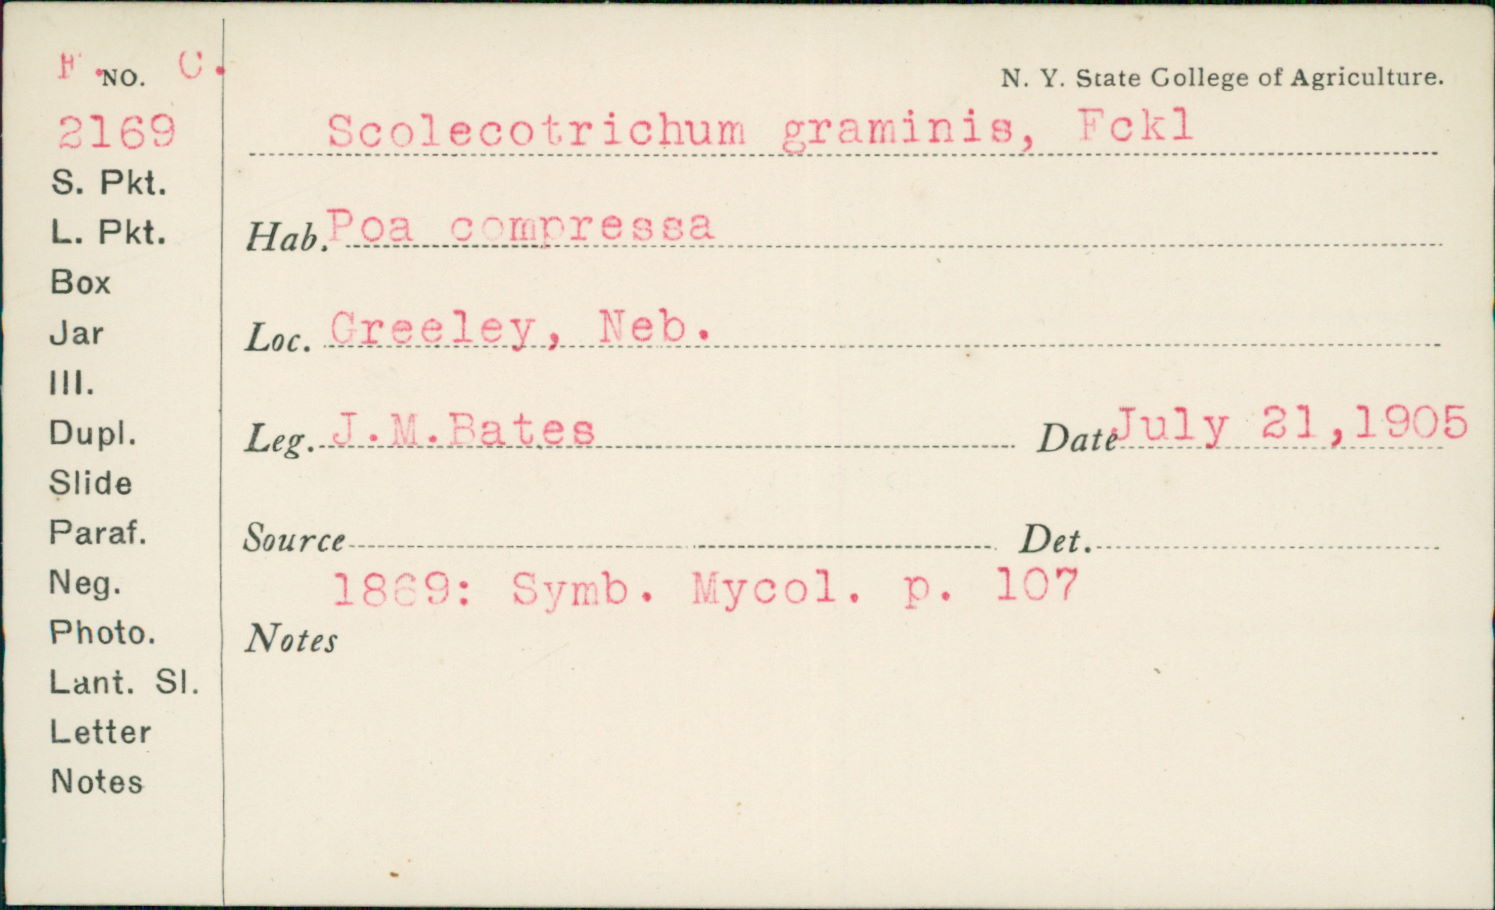 F. C.
NO.
2169
S. Pkt.
L. Pkt.
Box
Jar
Ill.
Dupl.
Slide
Paraf.
Neg.
Photo.
Lant. Sl.
Letter
Notes
N. Y. State College of Agriculture.
Scolecotrichum graminis, Fckl
Hab. Poa compressa
Loc. Greeley, Neb.
Leg. J.M.Bates Date July 21,1905
Source Det.
1869: Symb. Mycol. p. 107
Notes